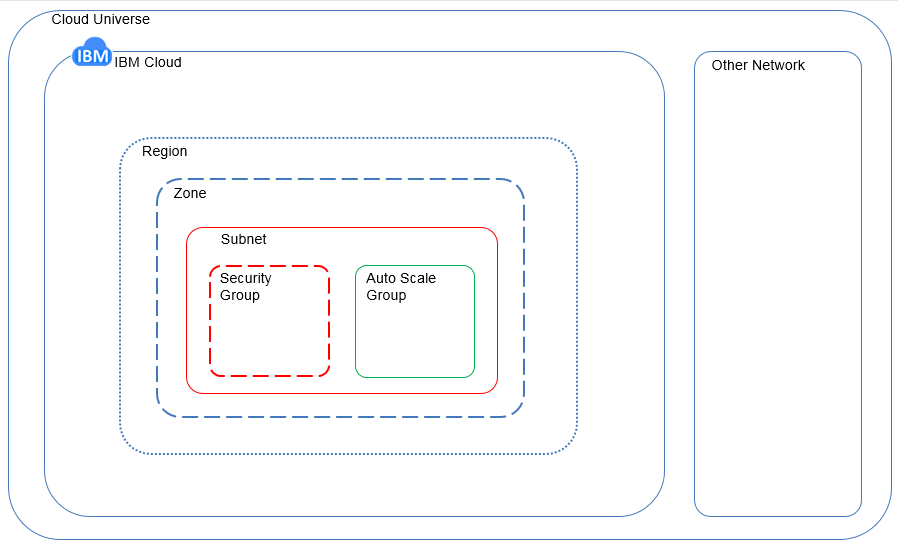 Cloud Universe
IBM
IBM Cloud
Other Network
Region
Zone
Subnet
Security
Group
Auto Scale
Group